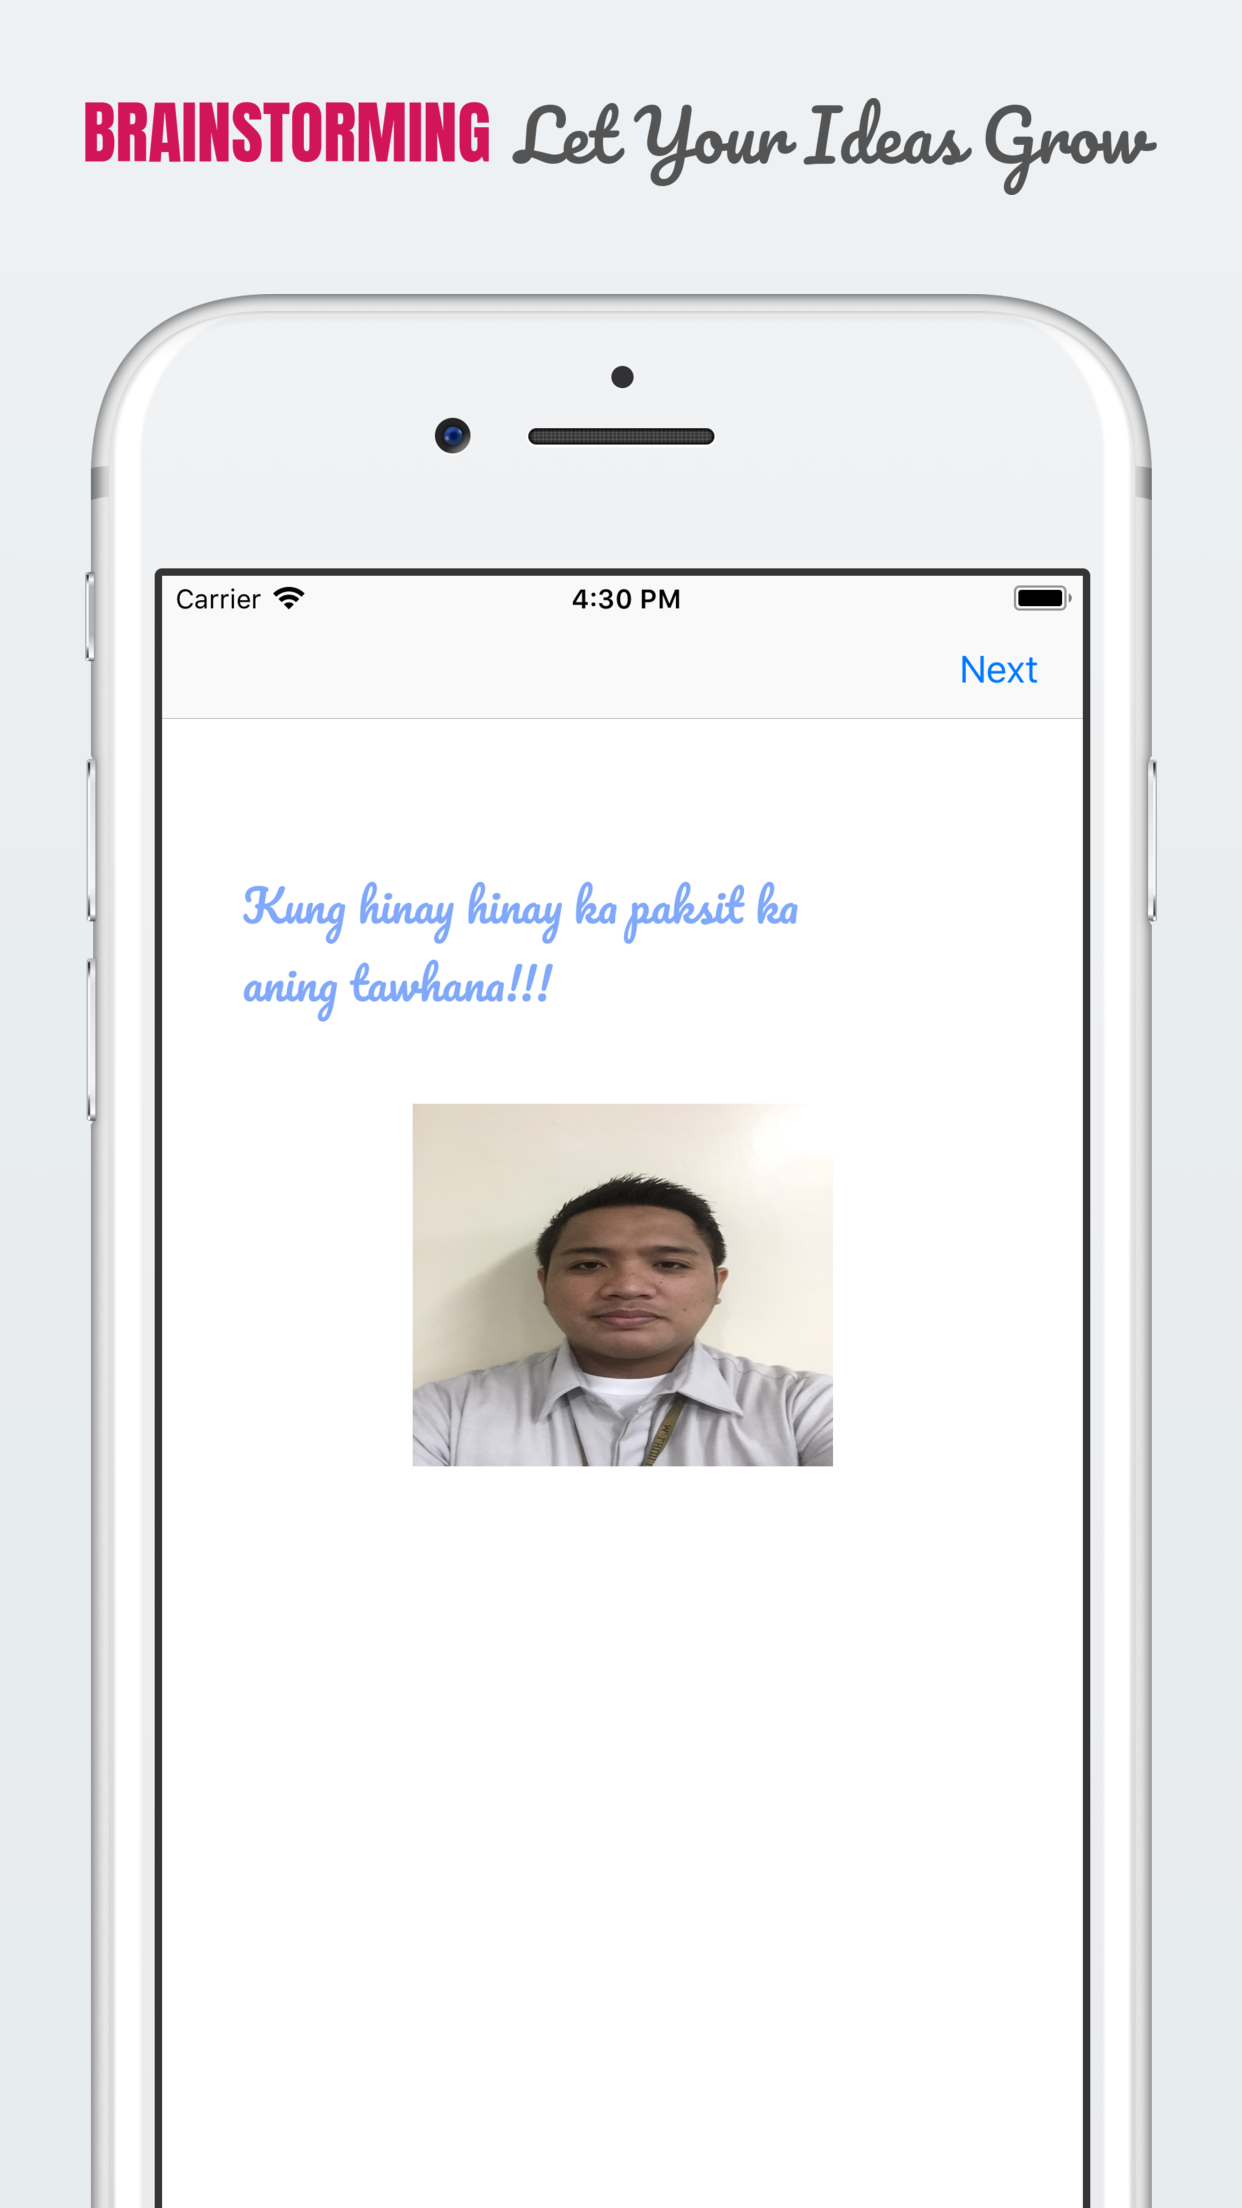 BRAINSTORMING Let Your Ideas Grow
Carrier 4:30 PM
Next
Kung hinay hinay ka paksit ka
aning tawhana!!!